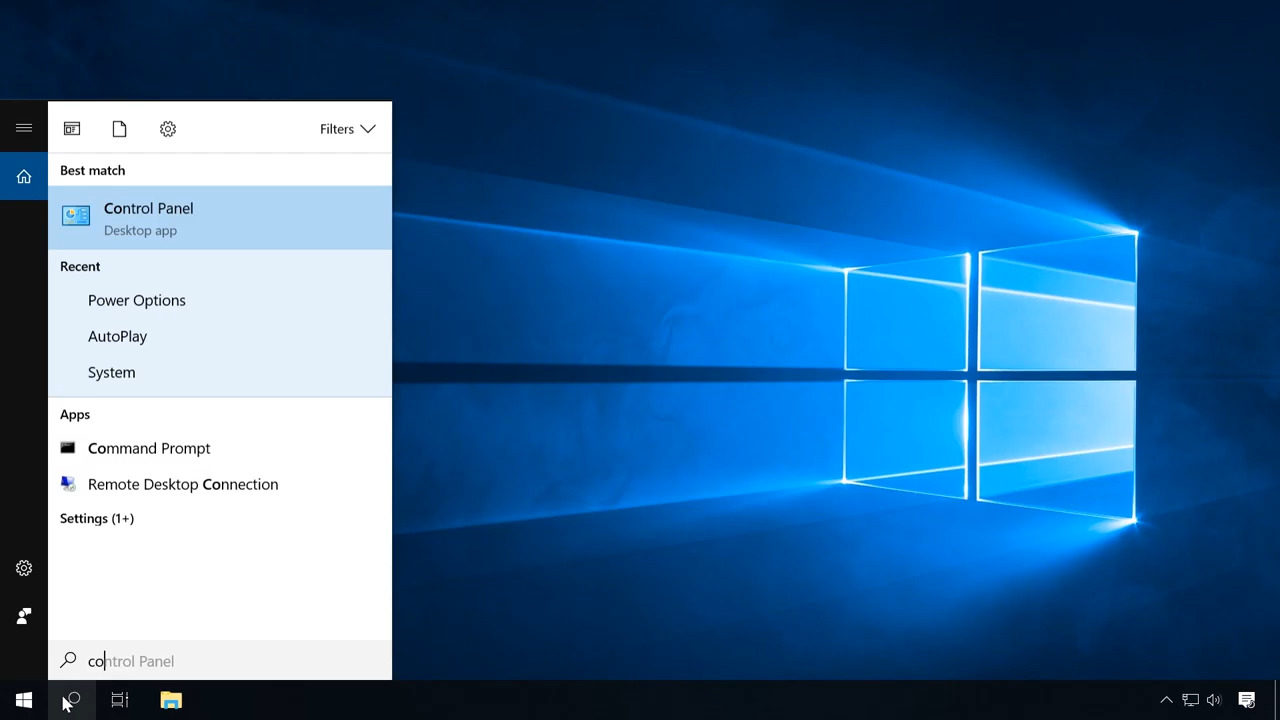 Filters
Best match
Control Panel
Desktop app
Recent
Power Options
AutoPlay
System
Apps
Command Prompt
Remote Desktop Connection
Settings (1+)
control Panel